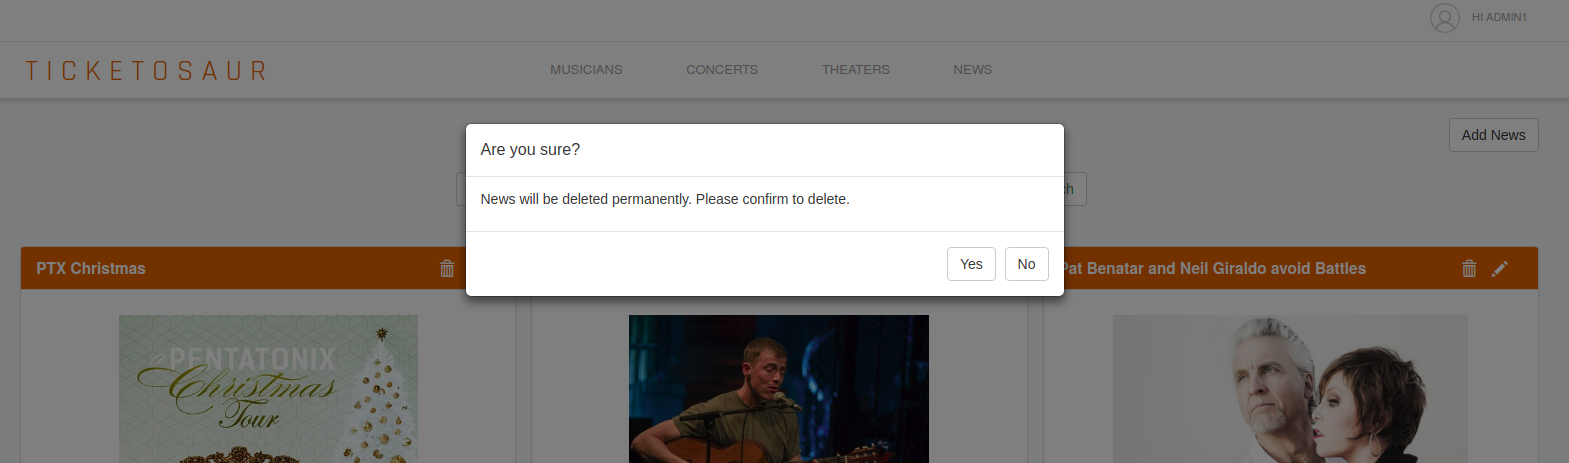 HI ADMIN1
TICKETOSAUR
MUSICIANS
CONCERTS
THEATERS
NEWS
Add News
Are you sure?
News will be deleted permanently. Please confirm to delete.
Yes
No
PTX Christmas
Pat Benatar and Neil Giraldo avoid Battles
PENTATONIX
Christmas
Tour